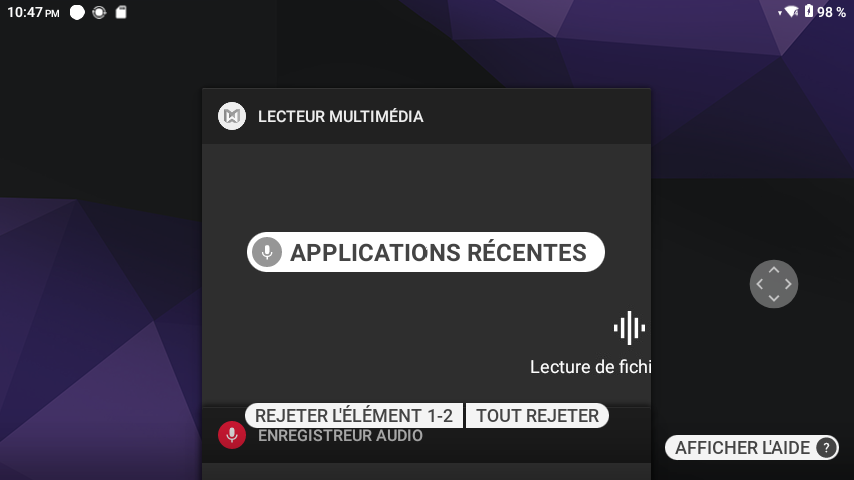 10:47 PM
98 %
LECTEUR MULTIMÉDIA
APPLICATIONS RÉCENTES
Lecture de fichi
REJETER L'ÉLÉMENT 1-2 TOUT REJETER
ENREGISTREUR AUDIO
AFFICHER L'AIDE ?